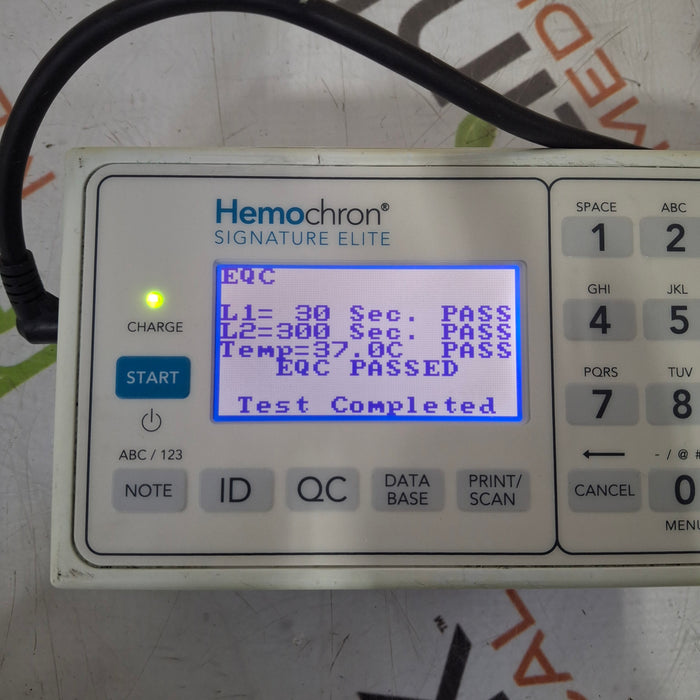 Hemochron®
SIGNATURE ELITE
EQC
L1= 30 Sec. PASS
L2=300 Sec. PASS
Temp=37.0C PASS
EQC PASSED
Test Completed
CHARGE
START
ABC / 123
NOTE
ID
QC
DATA BASE
PRINT/ SCAN
SPACE
1
ABC
2
GHI
4
JKL
5
PQRS
7
TUV
8
CANCEL
- / @ #
0
MENU
MED
TM